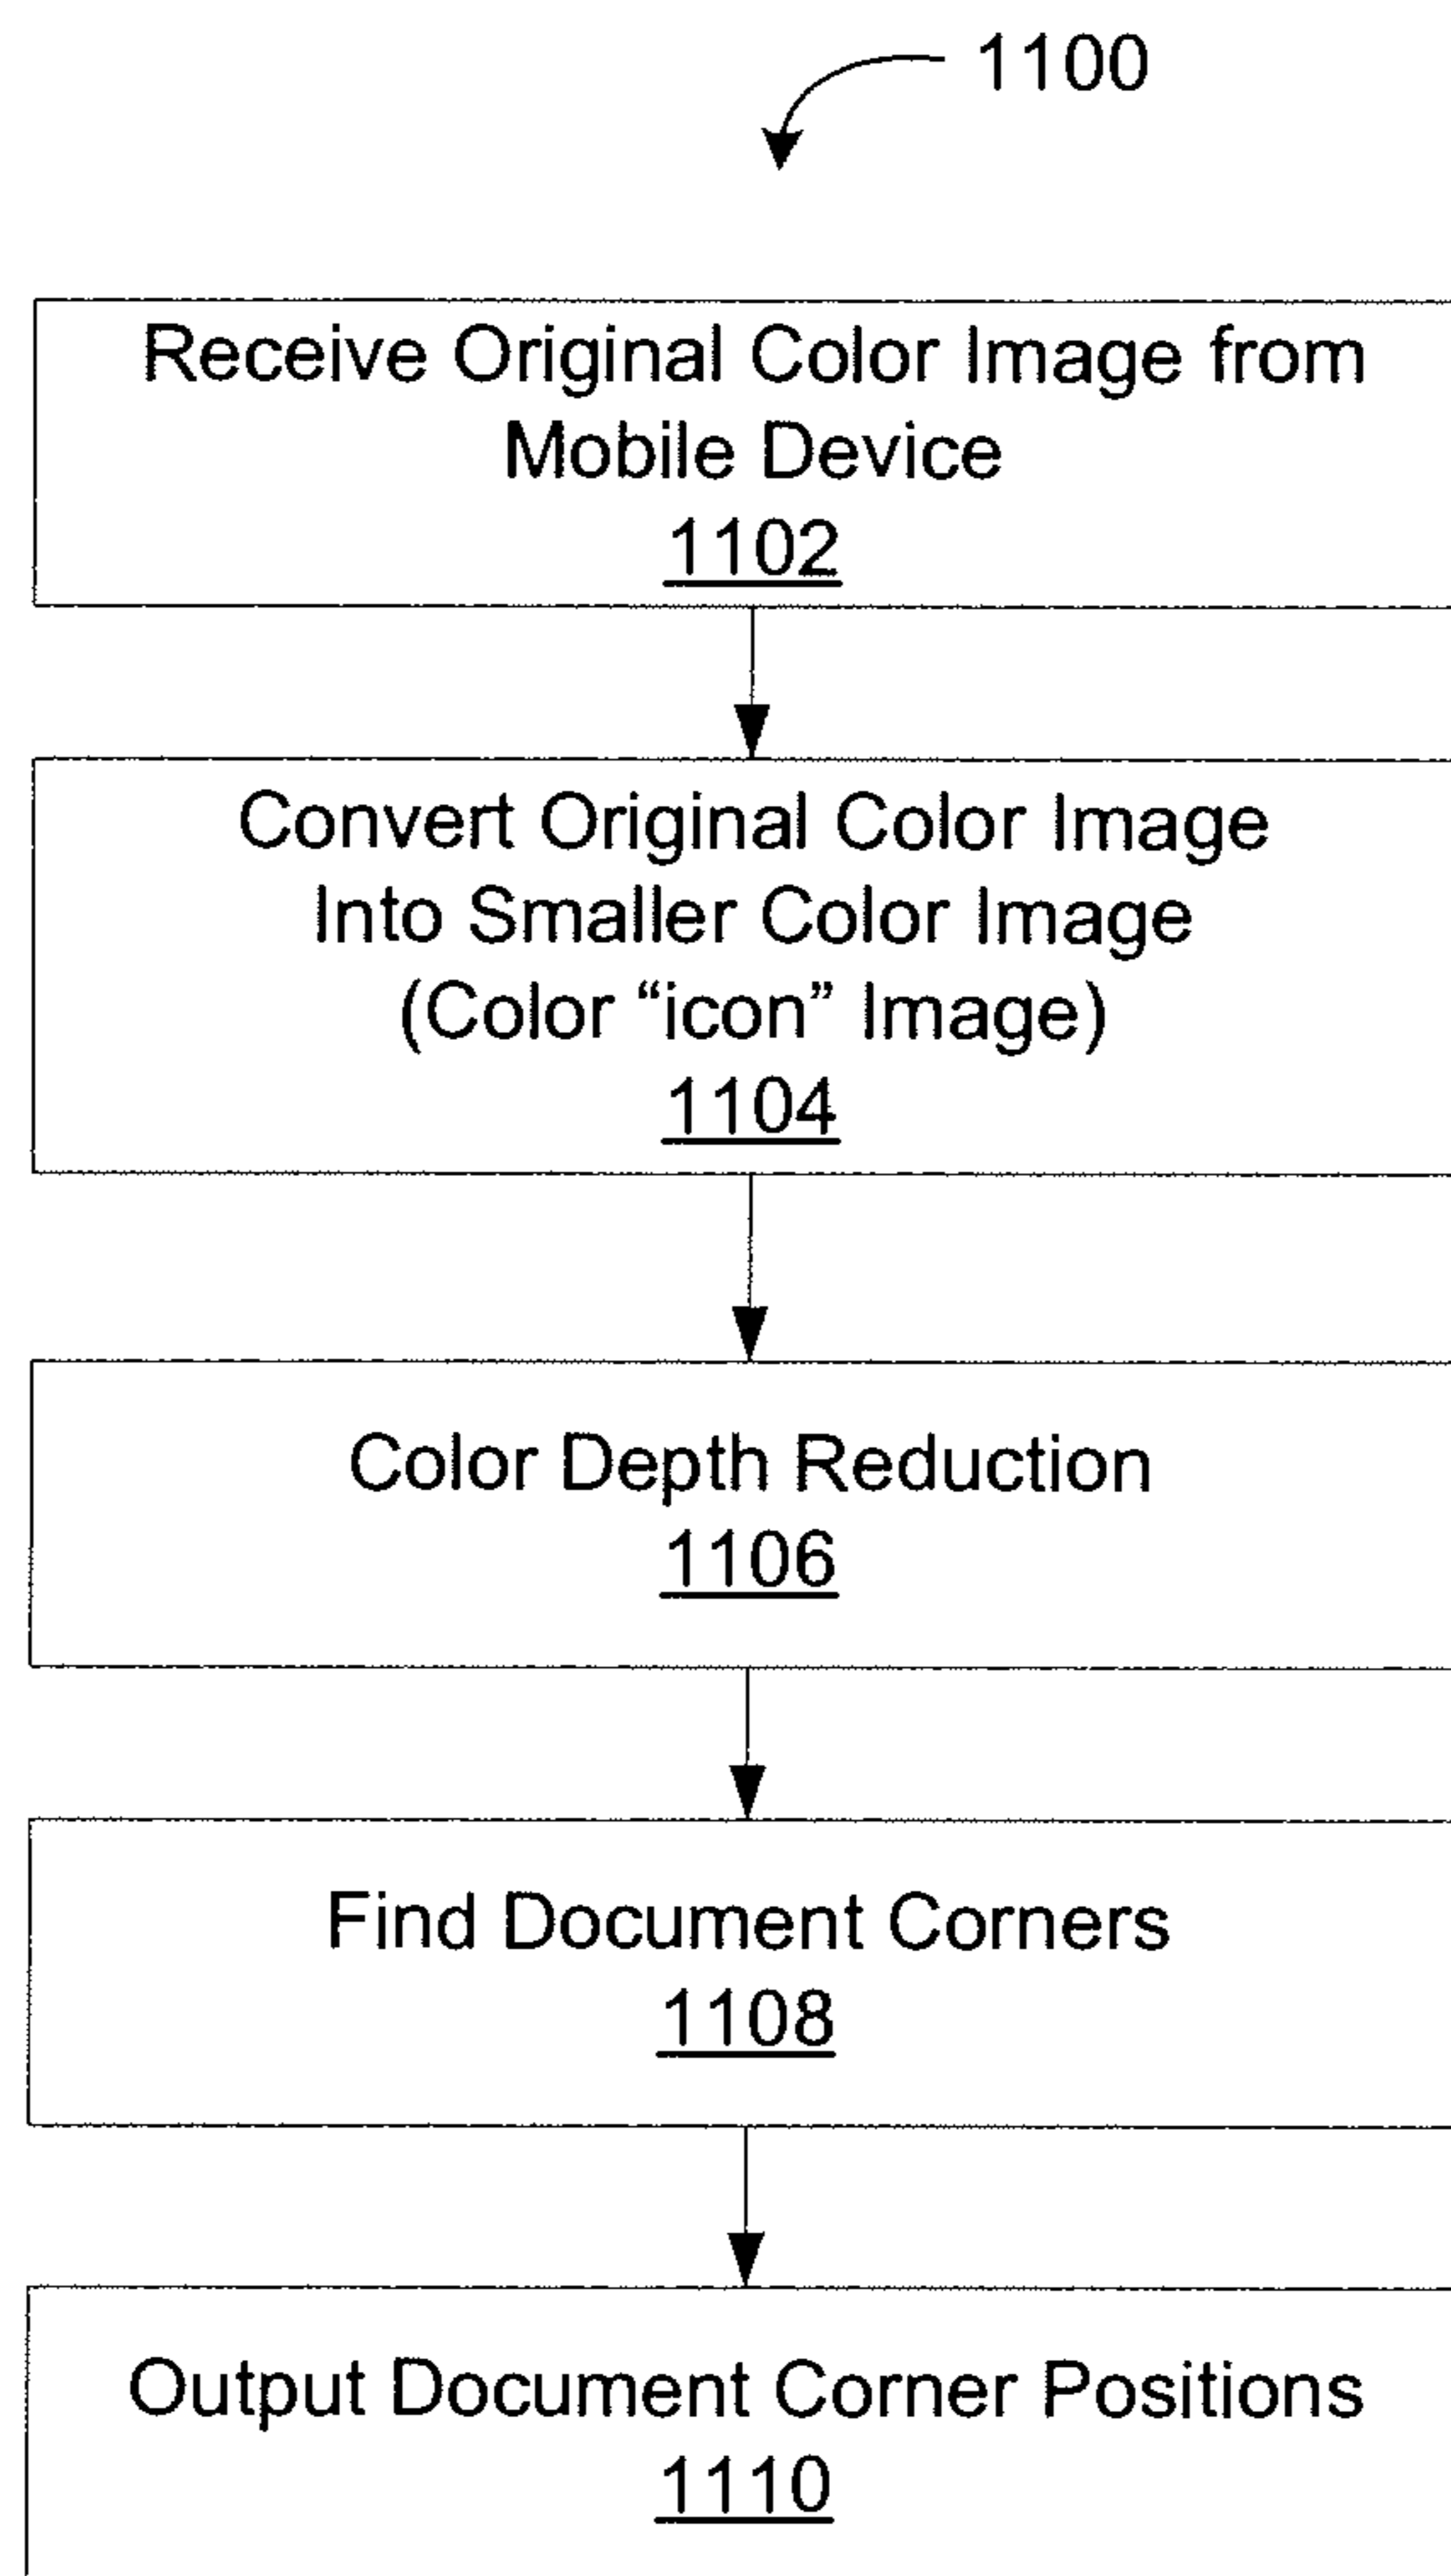 1100
Receive Original Color Image from
Mobile Device
1102
Convert Original Color Image
Into Smaller Color Image
(Color “icon” Image)
1104
Color Depth Reduction
1106
Find Document Corners
1108
Output Document Corner Positions
1110